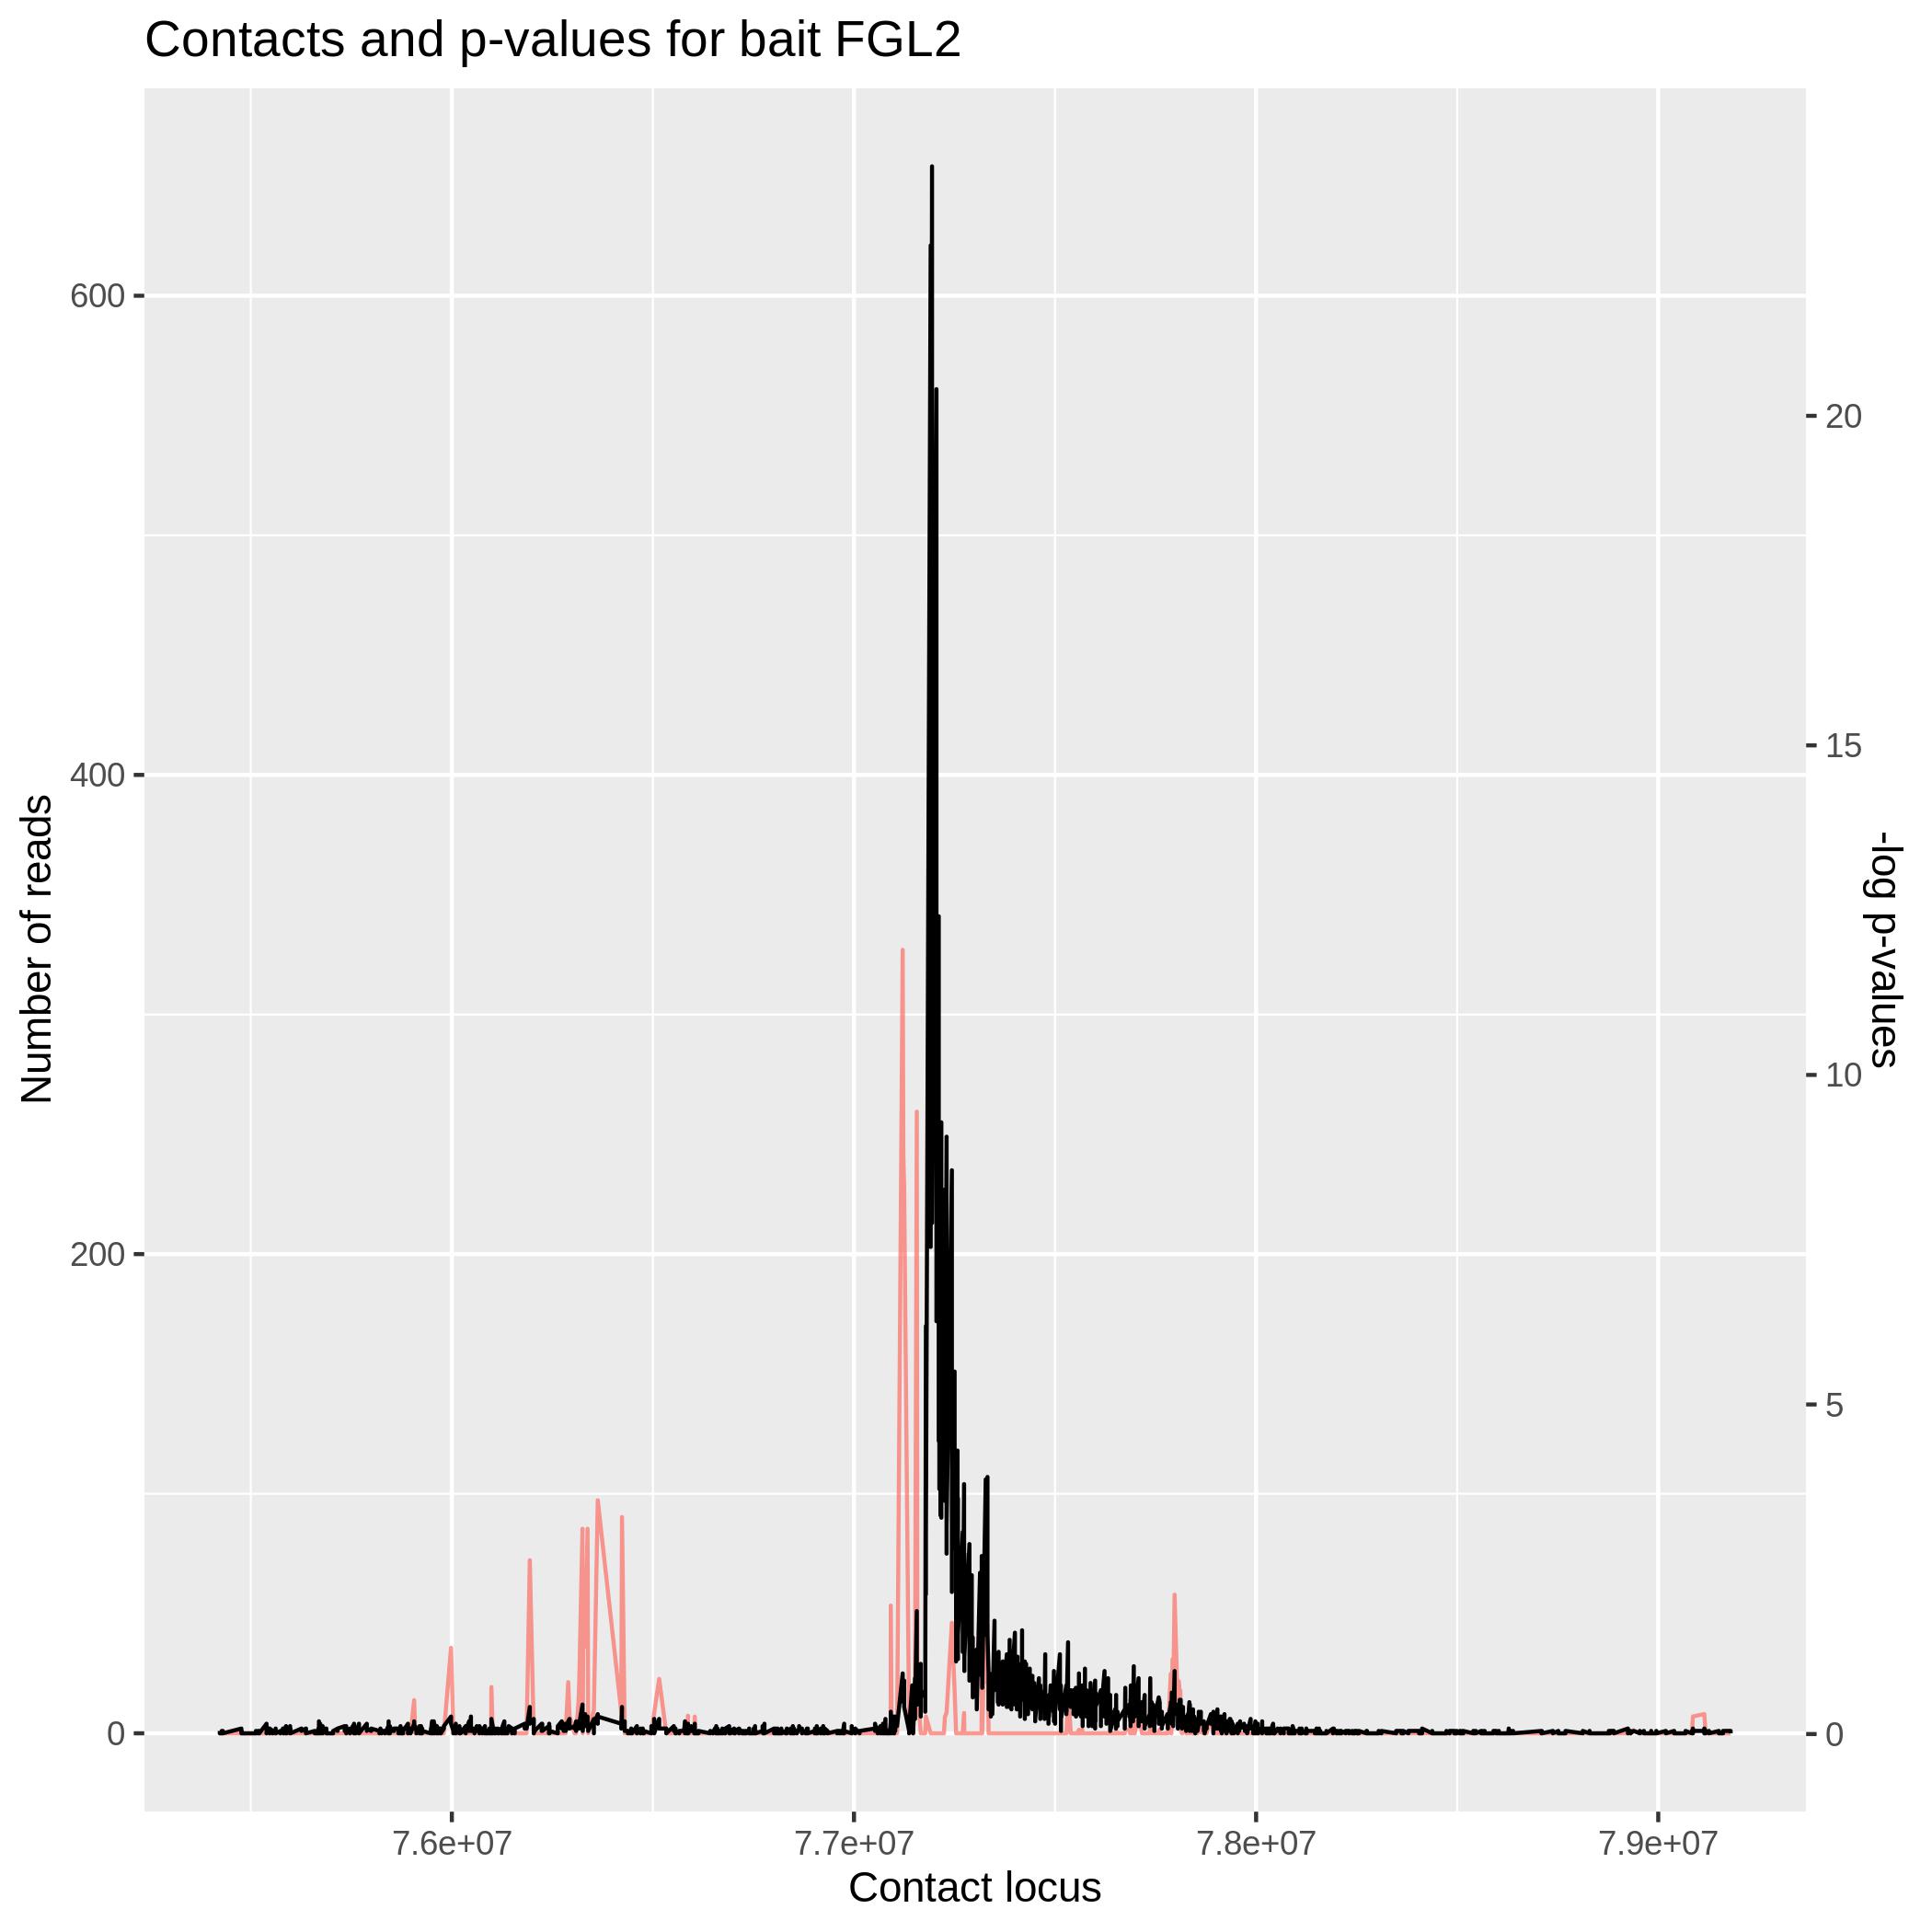 Contacts and p-values for bait FGL2
Number of reads
600
400
200
0
20
15
10
5
0
-log p-values
7.6e+07
7.7e+07
7.8e+07
7.9e+07
Contact locus